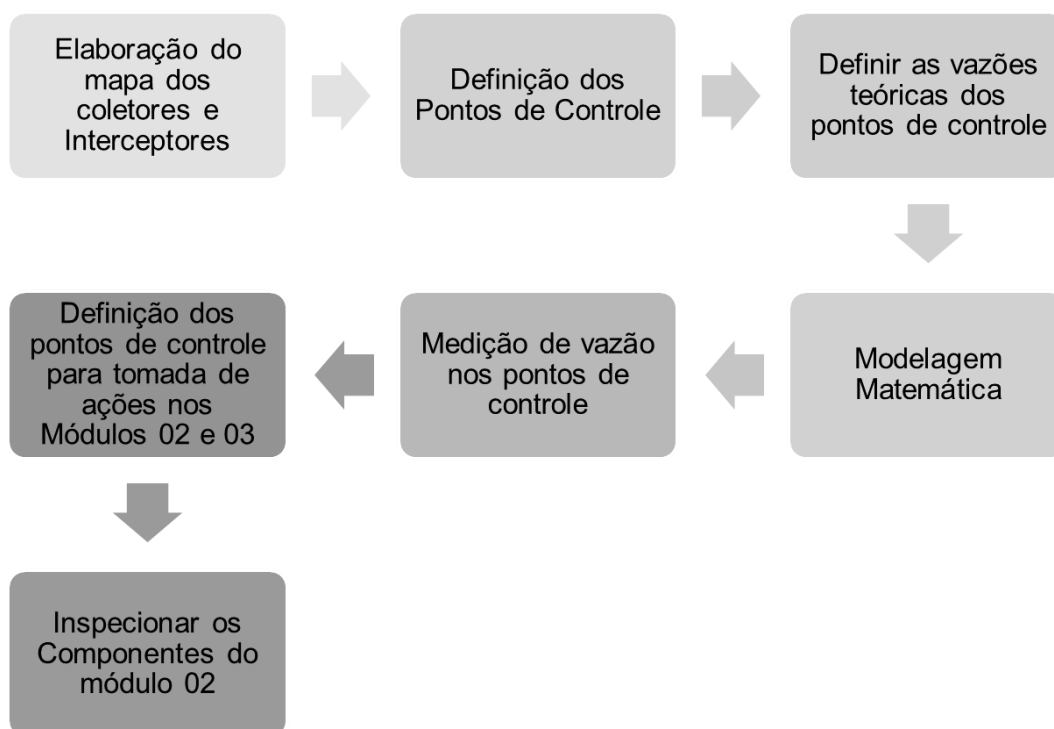 Elaboração do
mapa dos
coletores e
Interceptores
Definição dos
Pontos de Controle
Definir as vazões
teóricas dos
pontos de controle
Modelagem
Matemática
Medição de vazão
nos pontos de
controle
Definição dos
pontos de controle
para tomada de
ações nos
Módulos 02 e 03
Inspecionar os
Componentes do
módulo 02